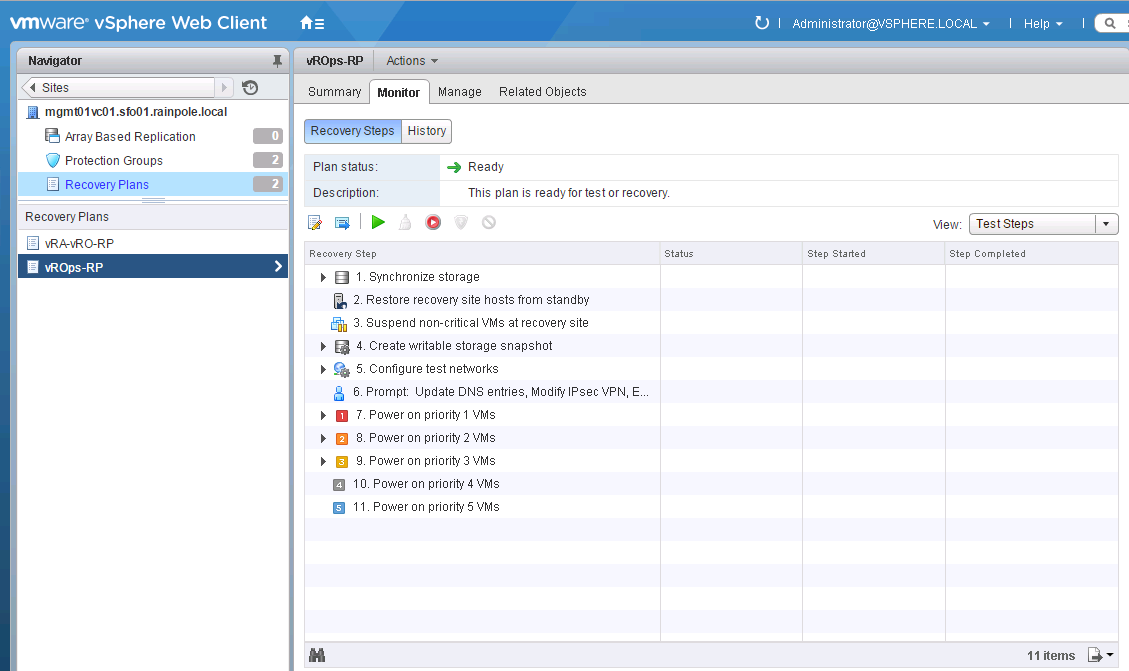 vmware® vSphere Web Client
Administrator@VSPHERE.LOCAL
Help
Navigator
Sites
mgmt01vc01.sfo01.rainpole.local
Array Based Replication 0
Protection Groups 2
Recovery Plans 2
Recovery Plans
vRA-vRO-RP
vROps-RP
vROps-RP Actions
Summary Monitor Manage Related Objects
Recovery Steps History
Plan status: Ready
Description: This plan is ready for test or recovery.
View: Test Steps
Recovery Step Status Step Started Step Completed
1. Synchronize storage
2. Restore recovery site hosts from standby
3. Suspend non-critical VMs at recovery site
4. Create writable storage snapshot
5. Configure test networks
6. Prompt: Update DNS entries, Modify IPsec VPN, E...
1 7. Power on priority 1 VMs
2 8. Power on priority 2 VMs
3 9. Power on priority 3 VMs
4 10. Power on priority 4 VMs
5 11. Power on priority 5 VMs
11 items